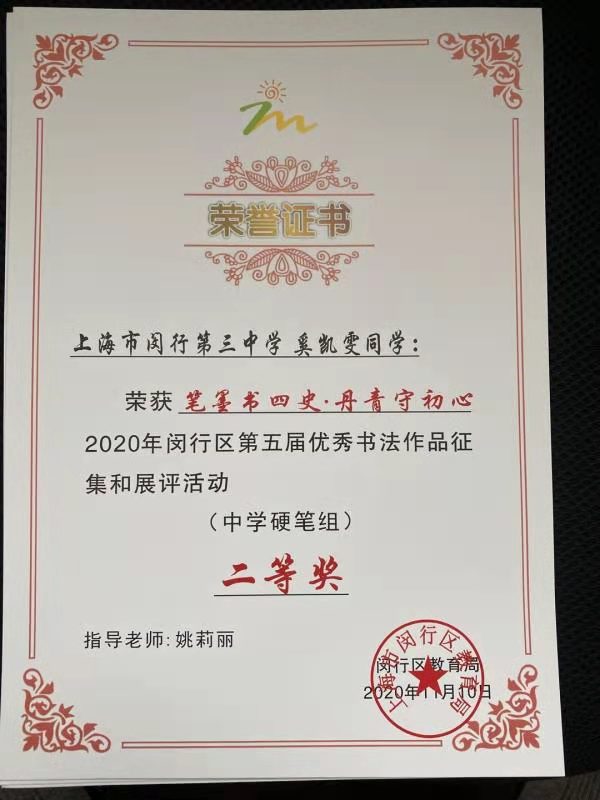 荣誉证书
上海市闵行第三中学 奚凯雯同学：
荣获 笔墨书四史·丹青守初心
2020年闵行区第五届优秀书法作品征
集和展评活动
（中学硬笔组）
二等奖
指导老师：姚莉丽
闵行区教育局
2020年11月10日
上海市闵行区教育局